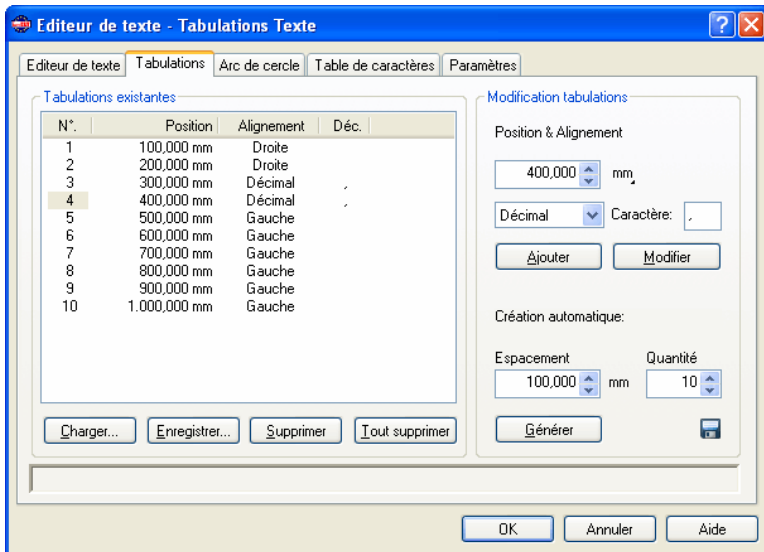 Editeur de texte - Tabulations Texte
Editeur de texte Tabulations Arc de cercle Table de caractères Paramètres
Tabulations existantes
N°. Position Alignement Déc.
1 100,000 mm Droite
2 200,000 mm Droite
3 300,000 mm Décimal ,
4 400,000 mm Décimal ,
5 500,000 mm Gauche
6 600,000 mm Gauche
7 700,000 mm Gauche
8 800,000 mm Gauche
9 900,000 mm Gauche
10 1.000,000 mm Gauche
Charger... Enregistrer... Supprimer Tout supprimer
Modification tabulations
Position & Alignement
400,000 mm
Décimal Caractère: ,
Ajouter Modifier
Création automatique:
Espacement Quantité
100,000 mm 10
Générer
OK Annuler Aide